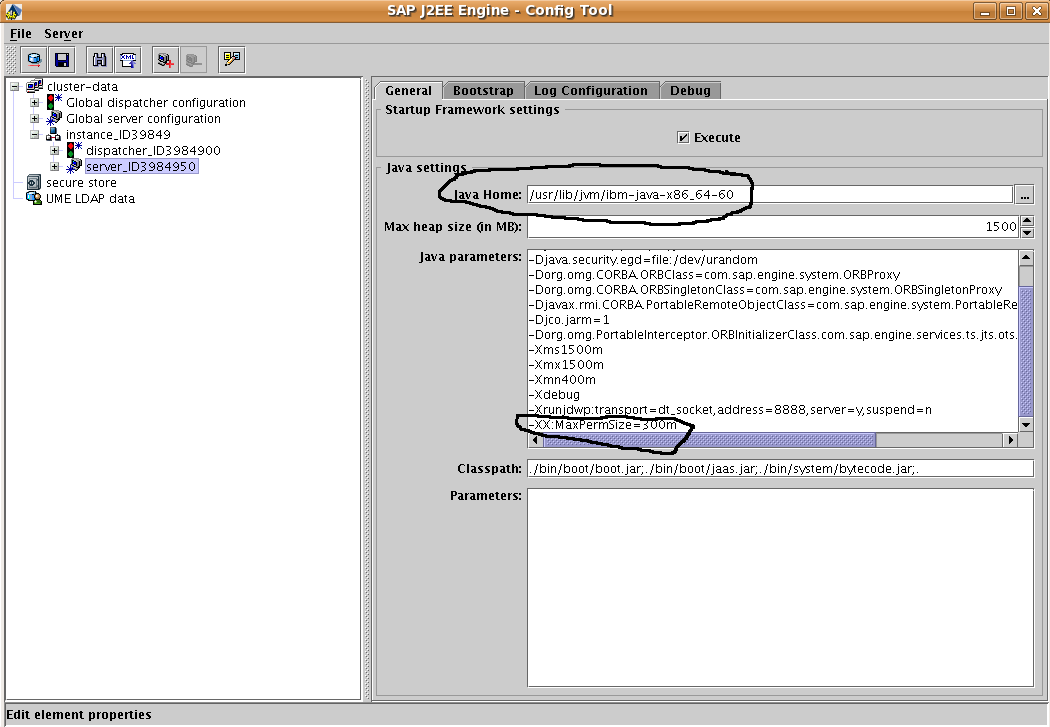 SAP J2EE Engine - Config Tool
File Server
XML
cluster-data
Global dispatcher configuration
Global server configuration
instance_ID39849
dispatcher_ID3984900
server_ID3984950
secure store
UME LDAP data
General Bootstrap Log Configuration Debug
Startup Framework settings
Execute
Java settings
Java Home: /usr/lib/jvm/ibm-java-x86_64-60 ...
Max heap size (in MB): 1500
Java parameters:
-Djava.security.egd=file:/dev/urandom
-Dorg.omg.CORBA.ORBClass=com.sap.engine.system.ORBProxy
-Dorg.omg.CORBA.ORBSingletonClass=com.sap.engine.system.ORBSingletonProxy
-Djavax.rmi.CORBA.PortableRemoteObjectClass=com.sap.engine.system.PortableRe
-Djco.jarm=1
-Dorg.omg.PortableInterceptor.ORBInitializerClass.com.sap.engine.services.ts.jts.ots.
-Xms1500m
-Xmx1500m
-Xmn400m
-Xdebug
-Xrunjdwp:transport=dt_socket,address=8888,server=y,suspend=n
-XX:MaxPermSize=300m
Classpath: ./bin/boot/boot.jar;./bin/boot/jaas.jar;./bin/system/bytecode.jar;.
Parameters:
Edit element properties